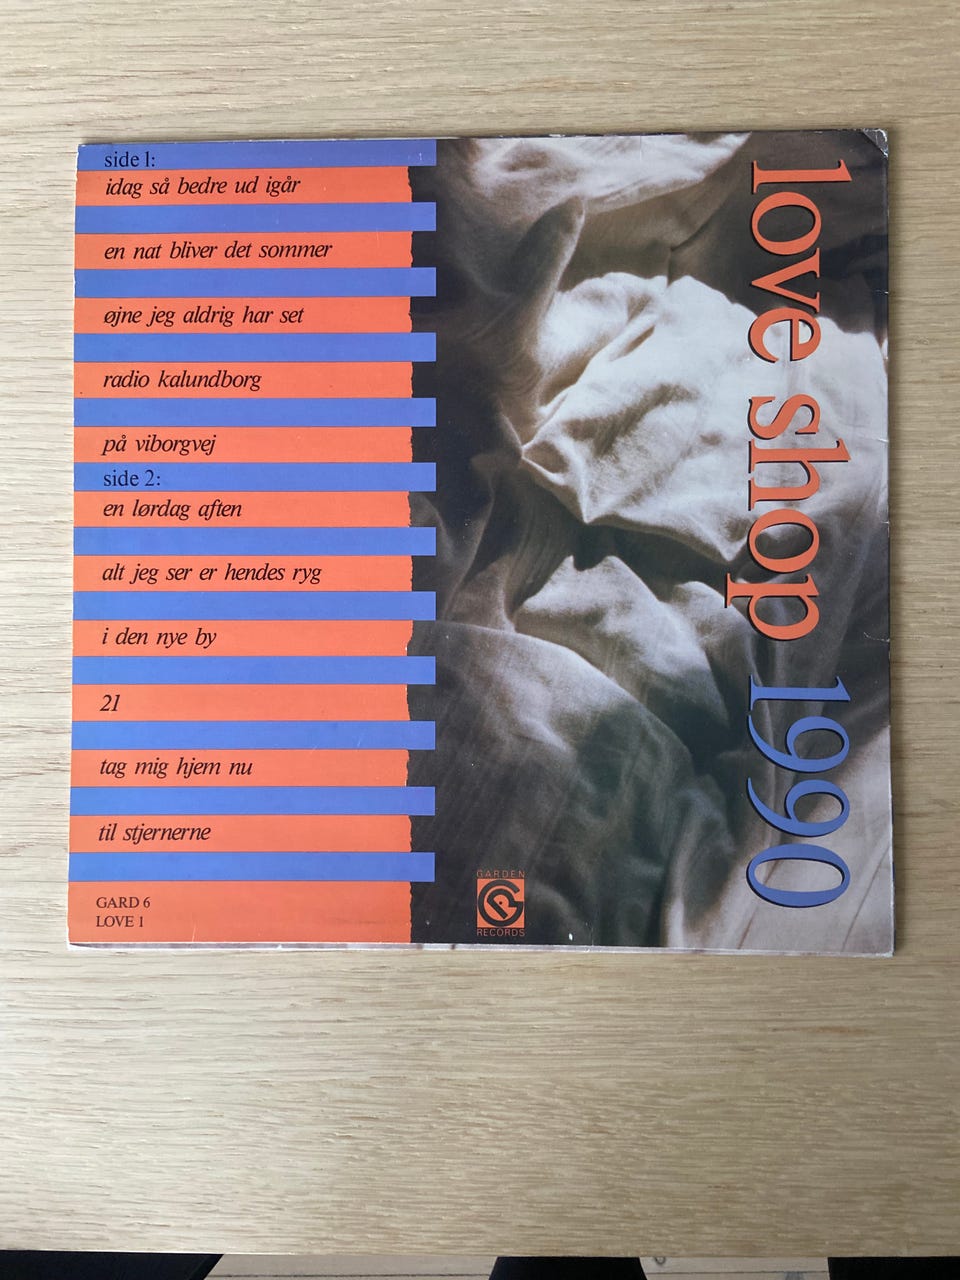 side 1:
idag så bedre ud igår
en nat bliver det sommer
øjne jeg aldrig har set
radio kalundborg
på viborgvej
side 2:
en lørdag aften
alt jeg ser er hendes ryg
i den nye by
21
tag mig hjem nu
til stjernerne
GARD 6
LOVE 1
GARDEN
RECORDS
love shop 1990